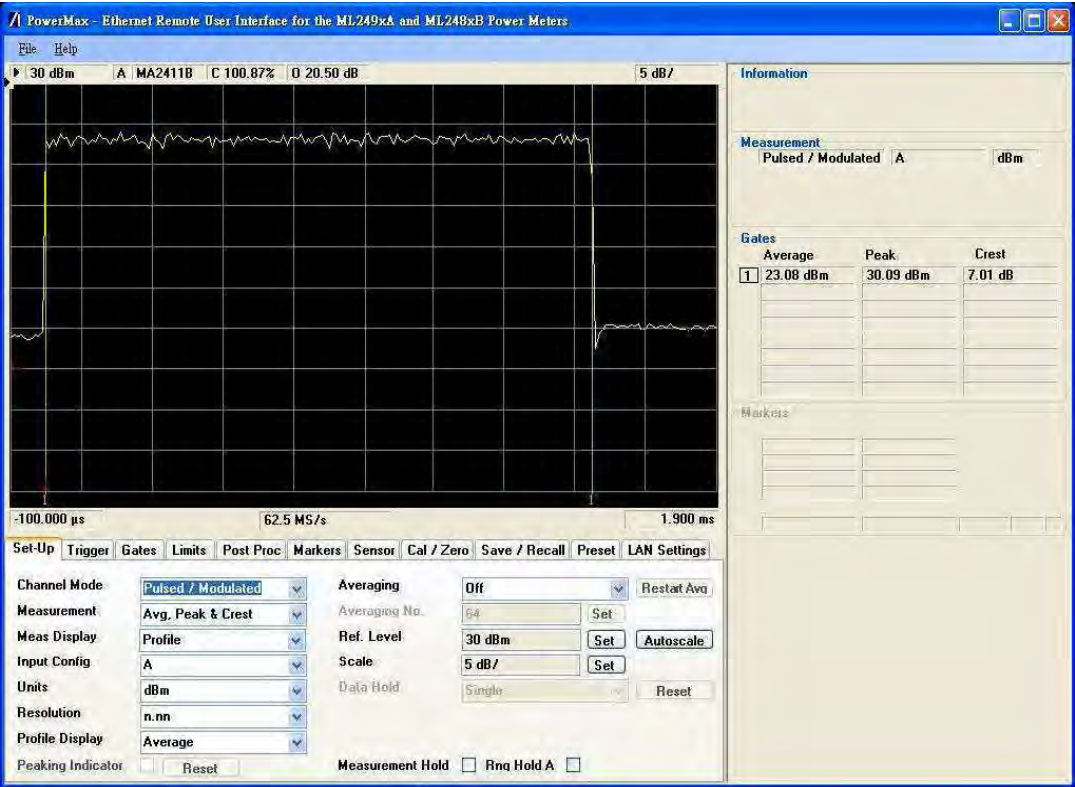 PowerMax - Ethernet Remote User Interface for the ML249xA and ML248xB Power Meters
File Help
30 dBm A MA2411B C 100.87% O 20.50 dB 5 dB/
1 1
-100.000 µs 62.5 MS/s 1.900 ms
Information
Measurement
Pulsed / Modulated A dBm
Gates
Average Peak Crest
1 23.08 dBm 30.09 dBm 7.01 dB
Markers
Set-Up Trigger Gates Limits Post Proc Markers Sensor Cal / Zero Save / Recall Preset LAN Settings
Channel Mode Pulsed / Modulated Averaging Off Restart Avg
Measurement Avg, Peak & Crest Averaging No. 64 Set
Meas Display Profile Ref. Level 30 dBm Set Autoscale
Input Config A Scale 5 dB/ Set
Units dBm Data Hold Single Reset
Resolution n.nn
Profile Display Average
Peaking Indicator Reset Measurement Hold Rng Hold A